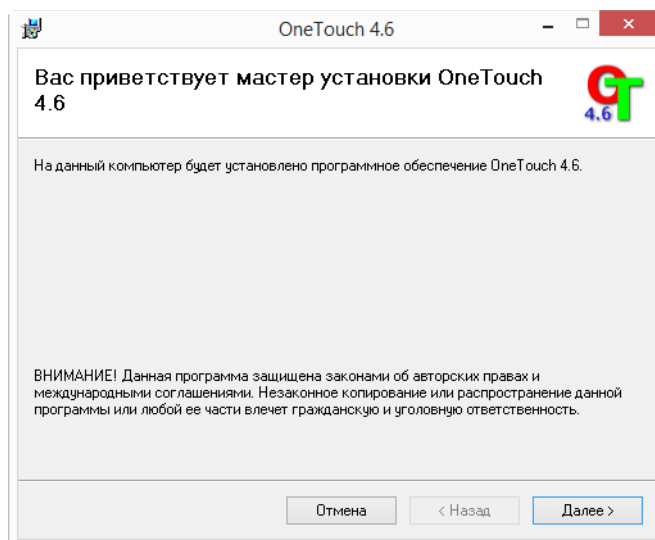 OneTouch 4.6
Вас приветствует мастер установки OneTouch
4.6
OT
4.6
На данный компьютер будет установлено программное обеспечение OneTouch 4.6.
ВНИМАНИЕ! Данная программа защищена законами об авторских правах и
международными соглашениями. Незаконное копирование или распространение данной
программы или любой ее части влечет гражданскую и уголовную ответственность.
Отмена
< Назад
Далее >